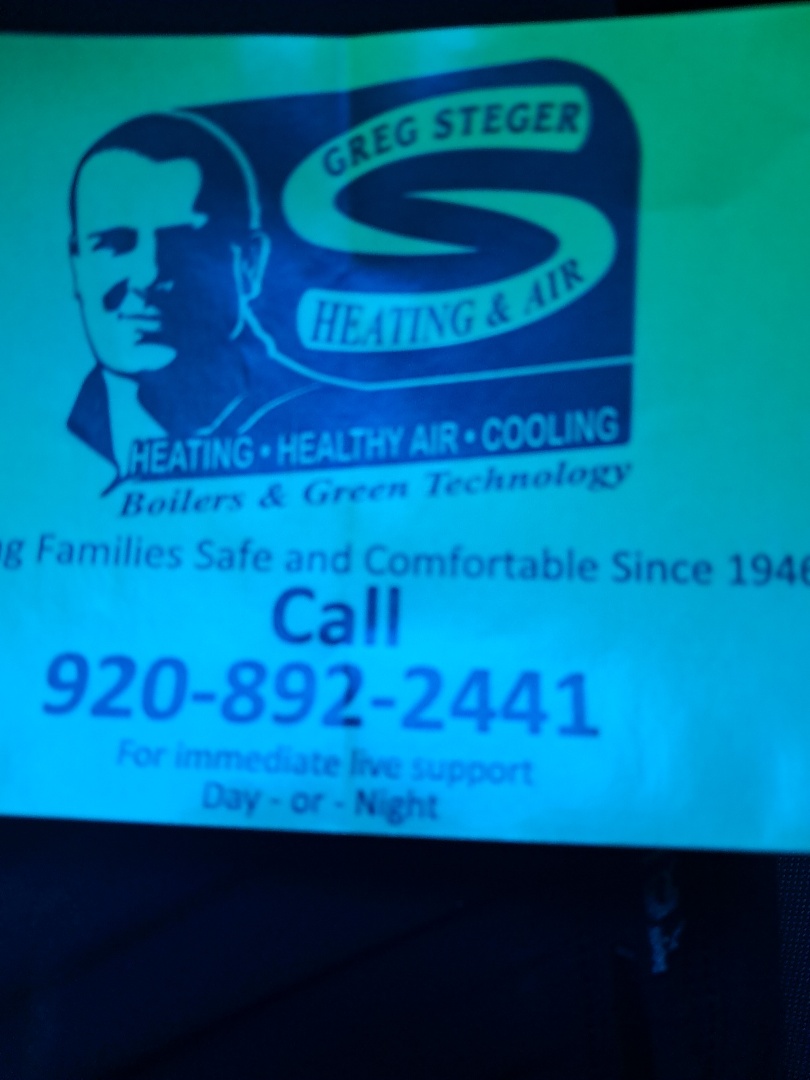 GREG STEGER
HEATING & AIR
HEATING • HEALTHY AIR • COOLING
Boilers & Green Technology
Families Safe and Comfortable Since 1946
Call
920-892-2441
For immediate live support
Day - or - Night